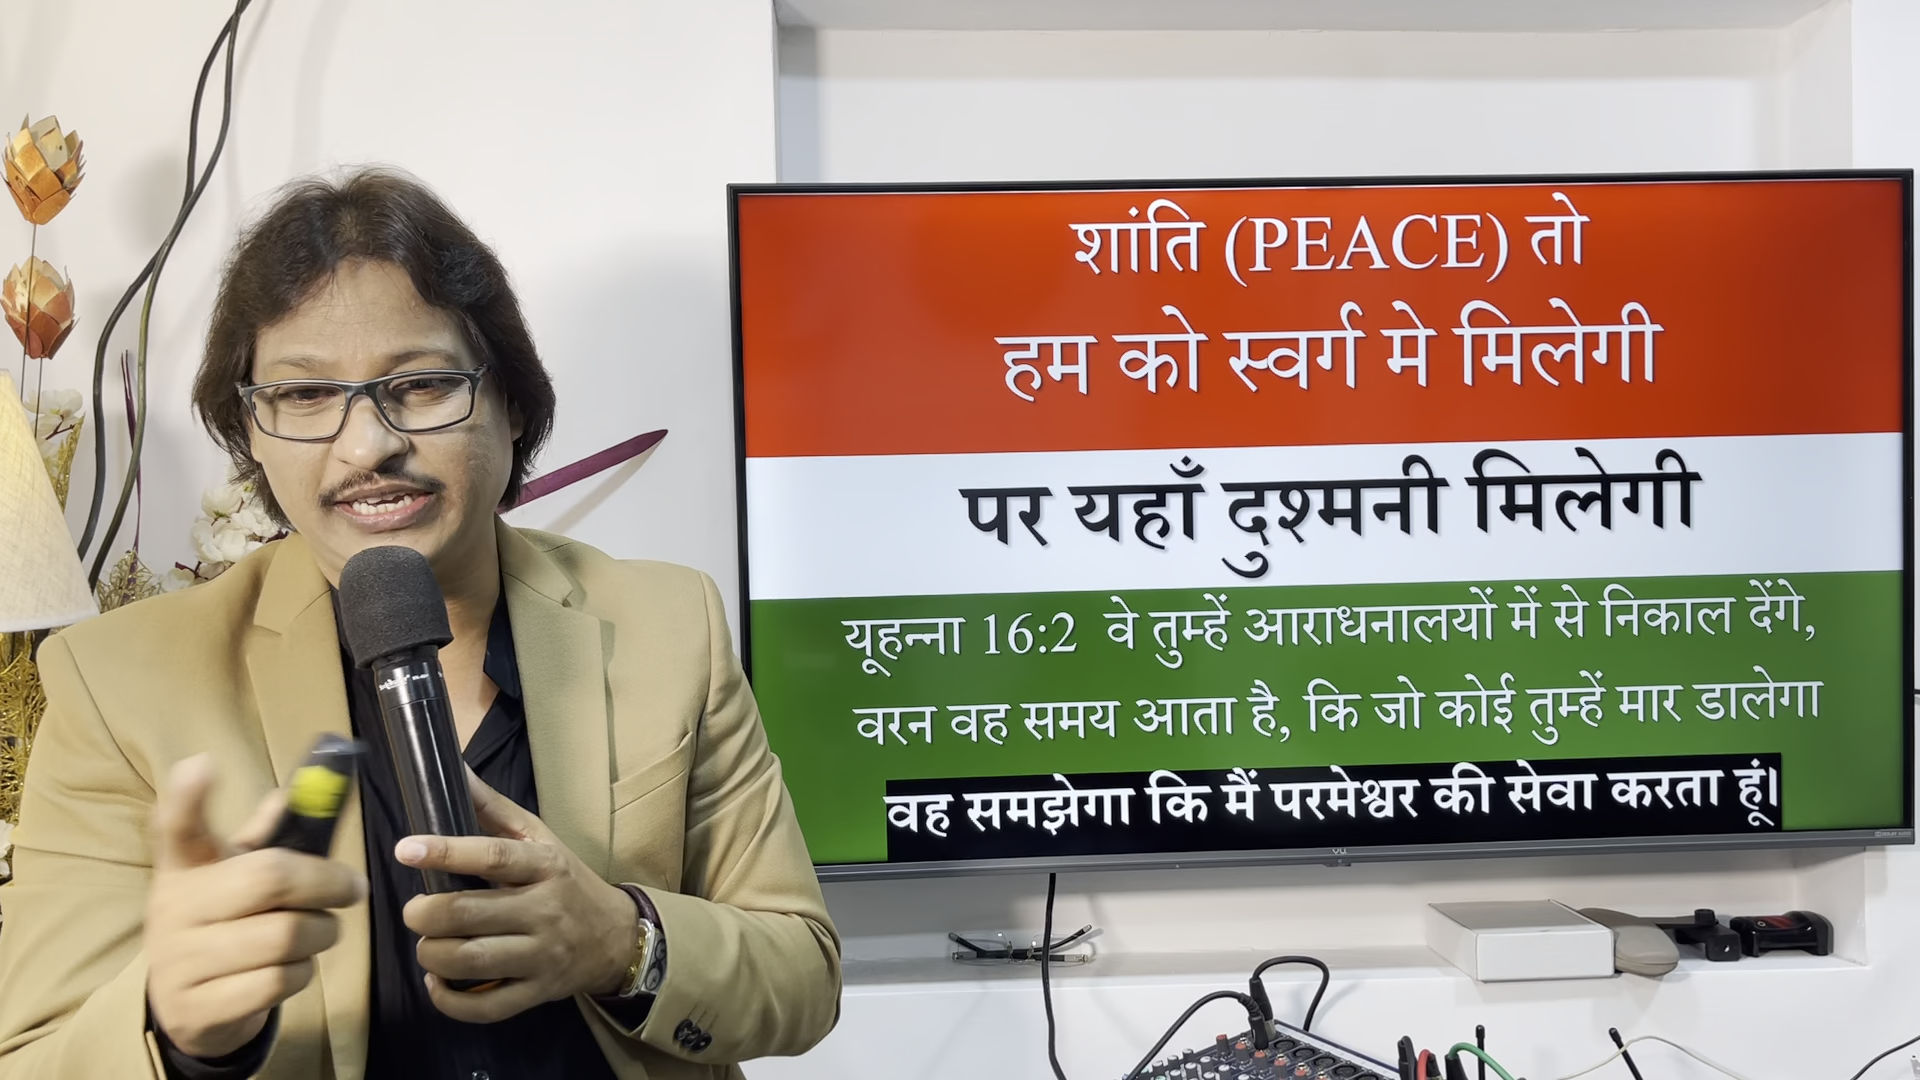 शांति (PEACE) तो
हम को स्वर्ग मे मिलेगी
पर यहाँ दुश्मनी मिलेगी
यूहन्ना 16:2 वे तुम्हें आराधनालयों में से निकाल देंगे,
वरन वह समय आता है, कि जो कोई तुम्हें मार डालेगा
वह समझेगा कि मैं परमेश्वर की सेवा करता हूं।
VU